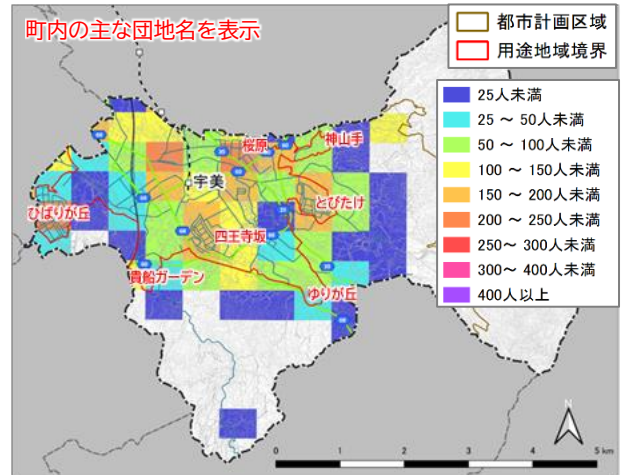 町内の主な団地名を表示
都市計画区域
用途地域境界
25人未満
25 ～ 50人未満
50 ～ 100人未満
100 ～ 150人未満
150 ～ 200人未満
200 ～ 250人未満
250～ 300人未満
300～ 400人未満
400人以上
桜原
神山手
宇美
とびたけ
ひばりが丘
四王寺坂
貴船ガーデン
ゆりが丘
N
0 1 2 3 4 5 km